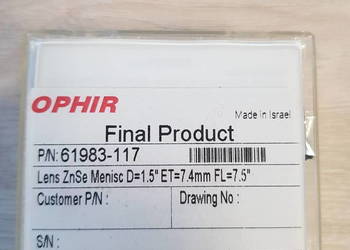 OPHIR
Made in Israel
Final Product
P/N: 61983-117
Lens ZnSe Menisc D=1.5" ET=7.4mm FL=7.5"
Customer P/N :
Drawing No :
S/N :